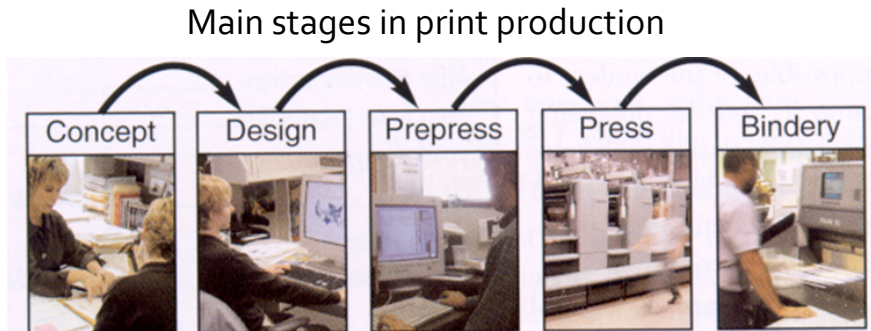 Main stages in print production
Concept
Design
Prepress
Press
Bindery